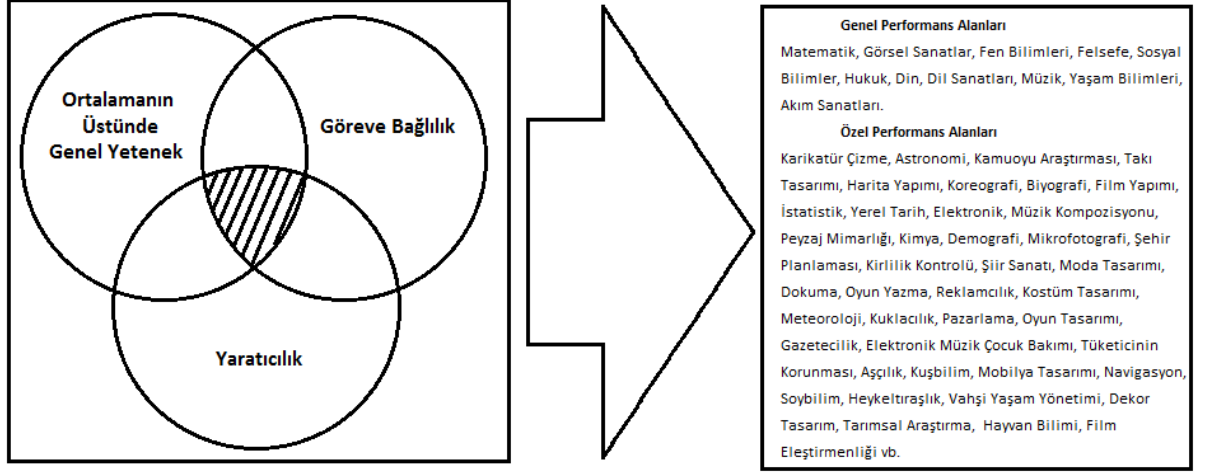 Ortalamanın
Üstünde
Genel Yetenek
Göreve Bağlılık
Yaratıcılık
Genel Performans Alanları
Matematik, Görsel Sanatlar, Fen Bilimleri, Felsefe, Sosyal
Bilimler, Hukuk, Din, Dil Sanatları, Müzik, Yaşam Bilimleri,
Akım Sanatları.
Özel Performans Alanları
Karikatür Çizme, Astronomi, Kamuoyu Araştırması, Takı
Tasarımı, Harita Yapımı, Koreografi, Biyografi, Film Yapımı,
İstatistik, Yerel Tarih, Elektronik, Müzik Kompozisyonu,
Peyzaj Mimarlığı, Kimya, Demografi, Mikrofotografi, Şehir
Planlaması, Kirlilik Kontrolü, Şiir Sanatı, Moda Tasarımı,
Dokuma, Oyun Yazma, Reklamcılık, Kostüm Tasarımı,
Meteoroloji, Kuklacılık, Pazarlama, Oyun Tasarımı,
Gazetecilik, Elektronik Müzik Çocuk Bakımı, Tüketicinin
Korunması, Aşçılık, Kuşbilim, Mobilya Tasarımı, Navigasyon,
Soybilim, Heykeltıraşlık, Vahşi Yaşam Yönetimi, Dekor
Tasarım, Tarımsal Araştırma, Hayvan Bilimi, Film
Eleştirmenliği vb.